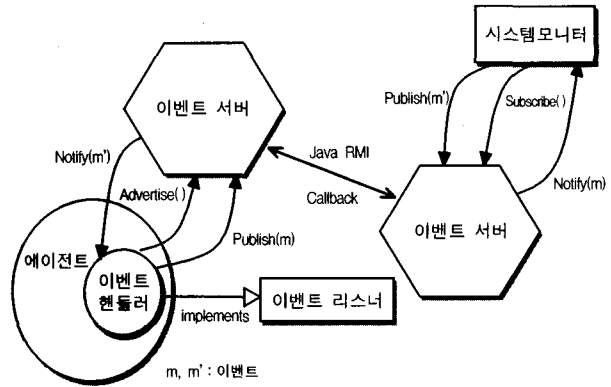 시스템모니터
이벤트 서버
Publish(m')
Subscribe( )
Notify(m')
Java RMI
Advertise( )
Callback
Notify(m)
Publish(m)
이벤트 서버
에이전트
이벤트
핸들러
implements
이벤트 리스너
m, m' : 이벤트